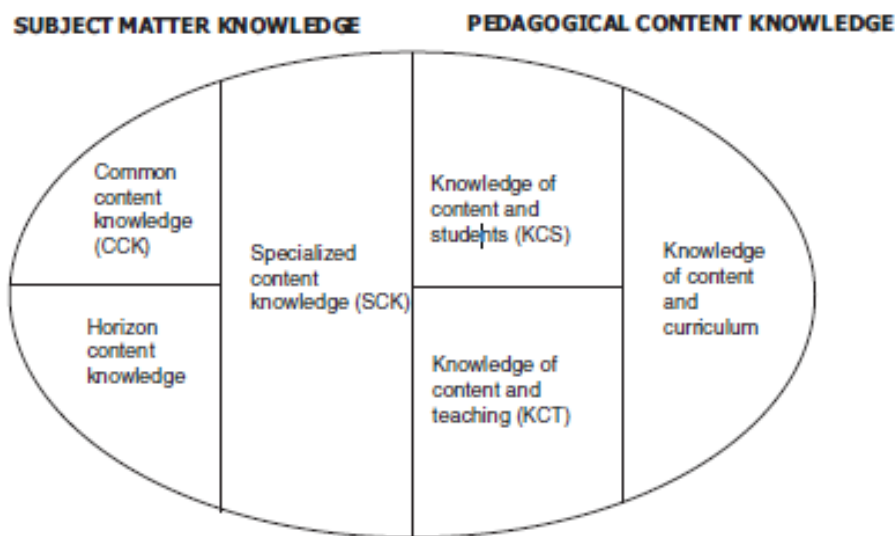 SUBJECT MATTER KNOWLEDGE
PEDAGOGICAL CONTENT KNOWLEDGE
Common
content
knowledge
(CCK)
Horizon
content
knowledge
Specialized
content
knowledge (SCK)
Knowledge of
content and
students (KCS)
Knowledge of
content and
teaching (KCT)
Knowledge
of content
and
curriculum